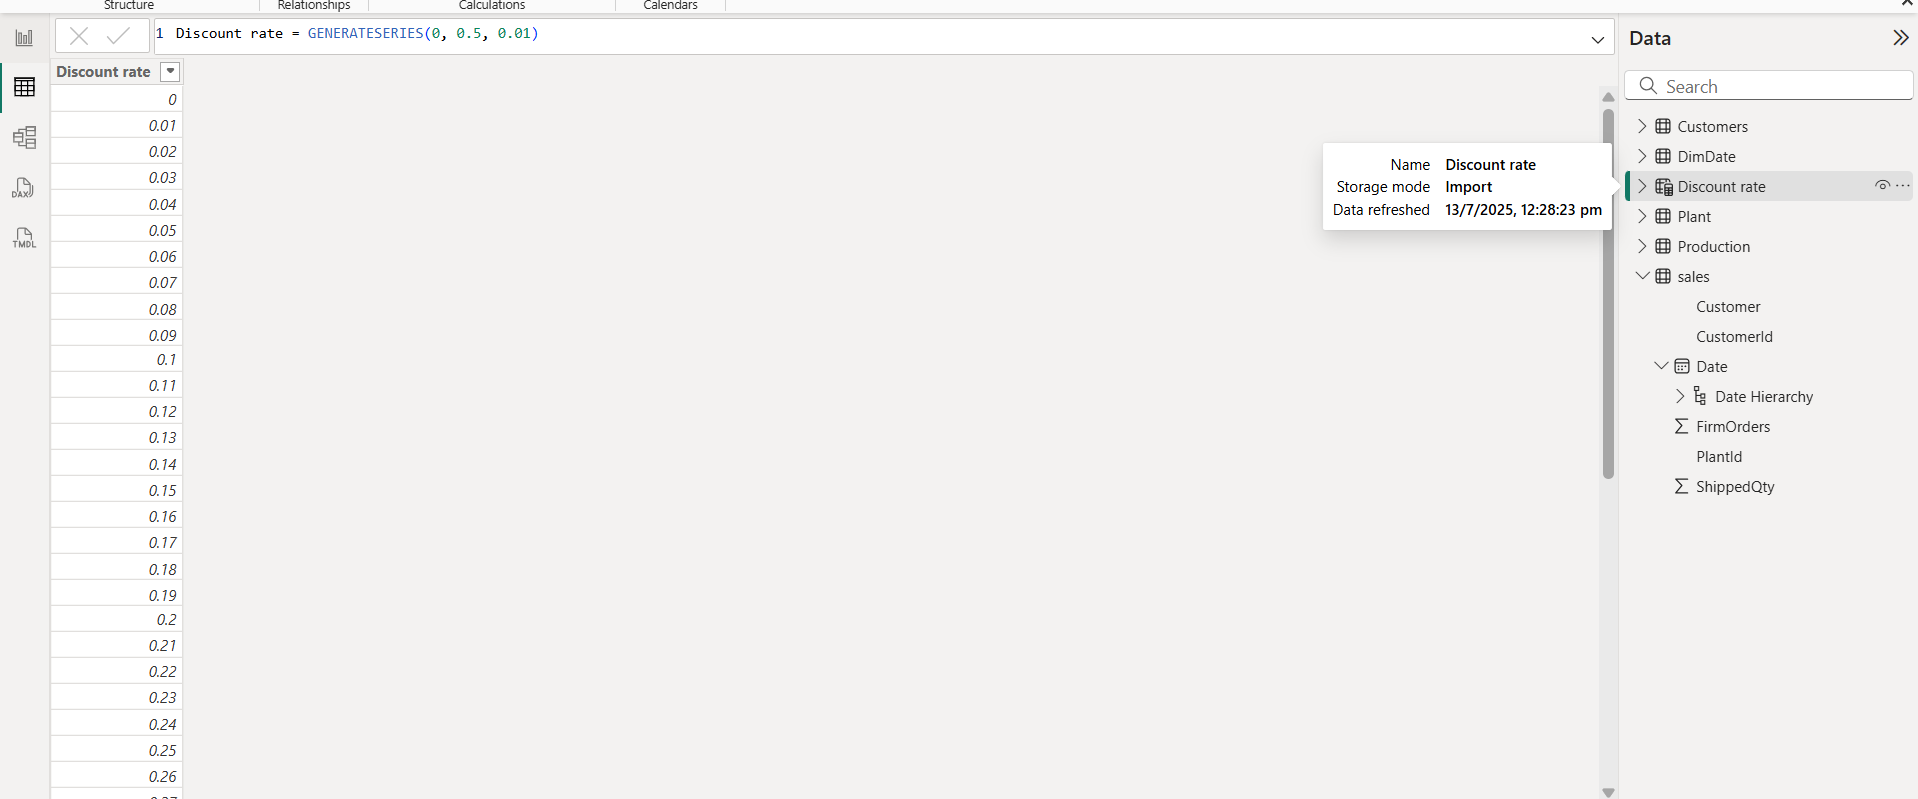 Structure
Relationships
Calculations
Calendars
1 Discount rate = GENERATESERIES(0, 0.5, 0.01)
Discount rate
0
0.01
0.02
0.03
0.04
0.05
0.06
0.07
0.08
0.09
0.1
0.11
0.12
0.13
0.14
0.15
0.16
0.17
0.18
0.19
0.2
0.21
0.22
0.23
0.24
0.25
0.26
DAX
TMDL
Name Discount rate
Storage mode Import
Data refreshed 13/7/2025, 12:28:23 pm
Data
Search
Customers
DimDate
Discount rate
Plant
Production
sales
Customer
CustomerId
Date
Date Hierarchy
FirmOrders
PlantId
ShippedQty